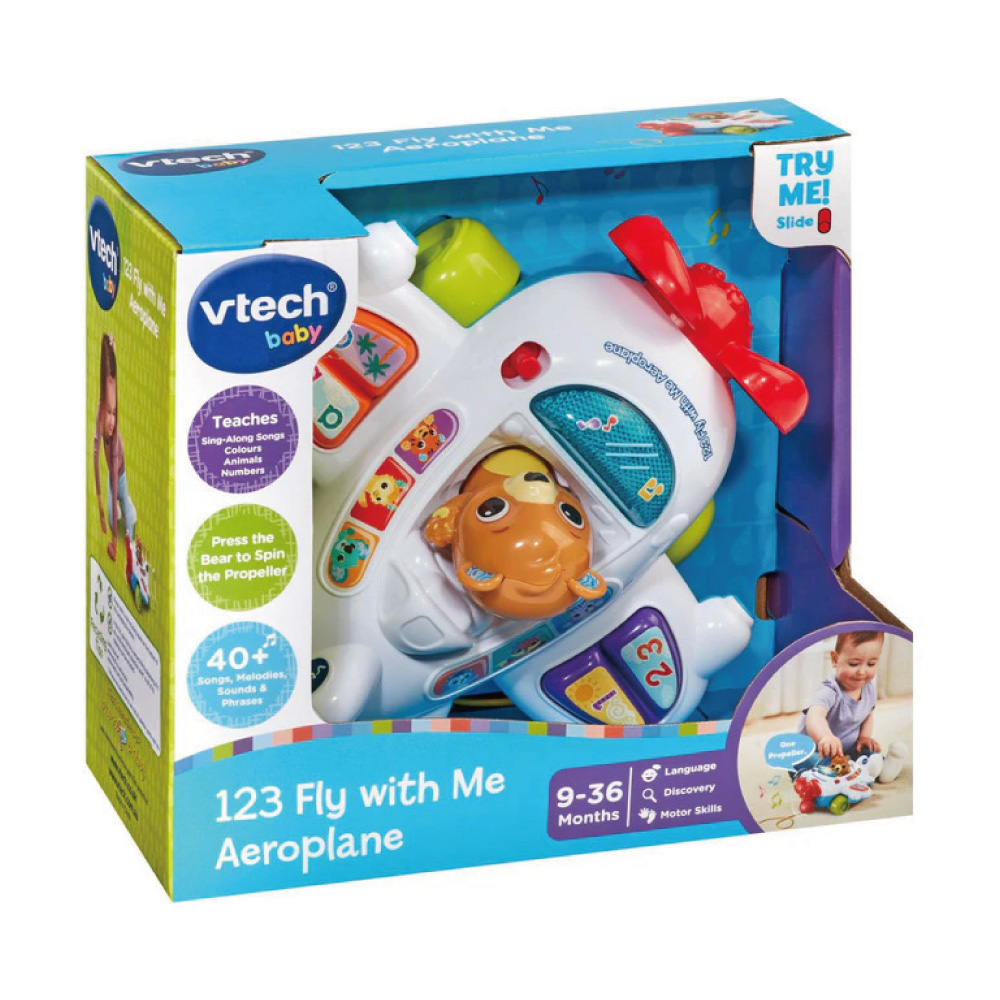 vtech
baby
123 Fly with Me
Aeroplane
TRY
ME!
Slide
vtech
baby
123 Fly with Me
Aeroplane
vtech®
baby
Teaches
Sing-Along Songs
Colours
Animals
Numbers
Press the
Bear to Spin
the Propeller
40+
Songs, Melodies,
Sounds &
Phrases
123 Fly with Me Aeroplane
1
2
3
One
Propeller.
123 Fly with Me
Aeroplane
9-36
Months
Language
Discovery
Motor Skills